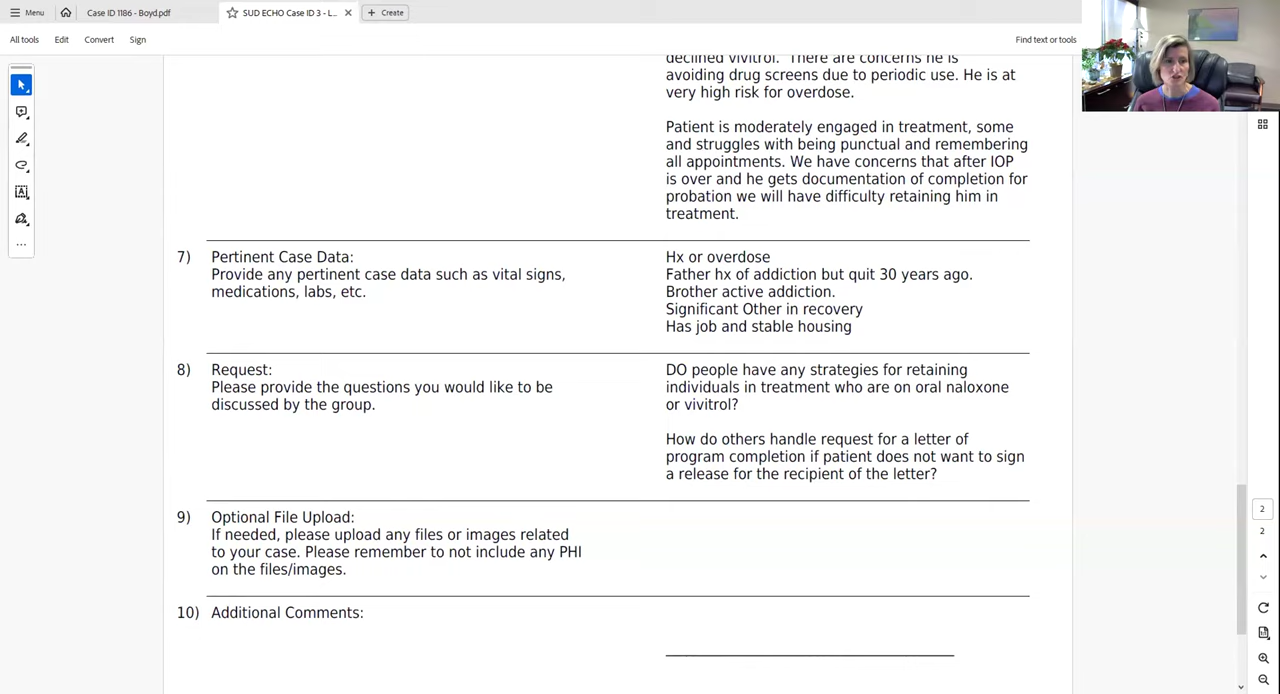 Menu
Case ID 1186 - Boyd.pdf
SUD ECHO Case ID 3 - L...
Create
All tools
Edit
Convert
Sign
Find text or tools
declined vivitrol. There are concerns he is
avoiding drug screens due to periodic use. He is at
very high risk for overdose.
Patient is moderately engaged in treatment, some
and struggles with being punctual and remembering
all appointments. We have concerns that after IOP
is over and he gets documentation of completion for
probation we will have difficulty retaining him in
treatment.
7) Pertinent Case Data:
Provide any pertinent case data such as vital signs,
medications, labs, etc.
Hx or overdose
Father hx of addiction but quit 30 years ago.
Brother active addiction.
Significant Other in recovery
Has job and stable housing
8) Request:
Please provide the questions you would like to be
discussed by the group.
DO people have any strategies for retaining
individuals in treatment who are on oral naloxone
or vivitrol?
How do others handle request for a letter of
program completion if patient does not want to sign
a release for the recipient of the letter?
9) Optional File Upload:
If needed, please upload any files or images related
to your case. Please remember to not include any PHI
on the files/images.
10) Additional Comments:
2
2